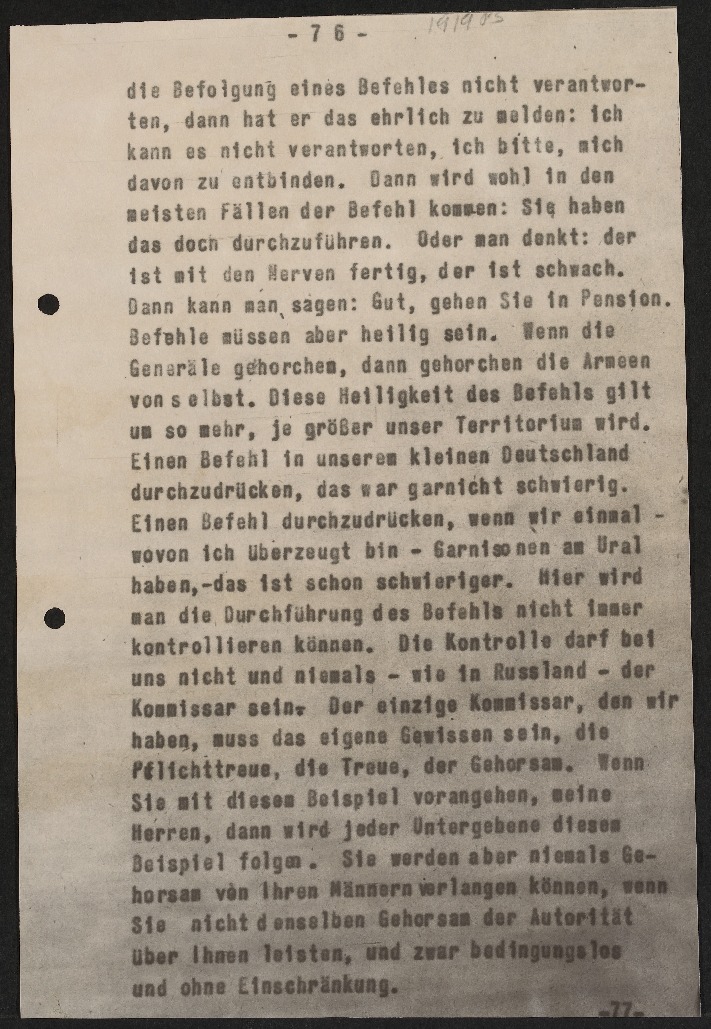 - 7 6 -
1919 PS
die Befolgung eines Befehles nicht verantwor-
ten, dann hat er das ehrlich zu melden: ich
kann es nicht verantworten, ich bitte, mich
davon zu entbinden. Dann wird wohl in den
meisten Fällen der Befehl kommen: Sie haben
das doch durchzuführen. Oder man denkt: der
ist mit den Nerven fertig, der ist schwach.
Dann kann man sagen: Gut, gehen Sie in Pension.
Befehle müssen aber heilig sein. Wenn die
Generäle gehorchen, dann gehorchen die Armeen
von selbst. Diese Heiligkeit des Befehls gilt
um so mehr, je größer unser Territorium wird.
Einen Befehl in unserem kleinen Deutschland
durchzudrücken, das war garnicht schwierig.
Einen Befehl durchzudrücken, wenn wir einmal -
wovon ich überzeugt bin - Garnisonen am Ural
haben,-das ist schon schwieriger. Hier wird
man die Durchführung des Befehls nicht immer
kontrollieren können. Die Kontrolle darf bei
uns nicht und niemals - wie in Russland - der
Kommissar sein. Der einzige Kommissar, den wir
haben, muss das eigene Gewissen sein, die
Pflichttreue, die Treue, der Gehorsam. Wenn
Sie mit diesem Beispiel vorangehen, meine
Herren, dann wird jeder Untergebene diesem
Beispiel folgen. Sie werden aber niemals Ge-
horsam von Ihren Männern verlangen können, wenn
Sie nicht denselben Gehorsam der Autorität
über Ihnen leisten, und zwar bedingungslos
und ohne Einschränkung.
-77-